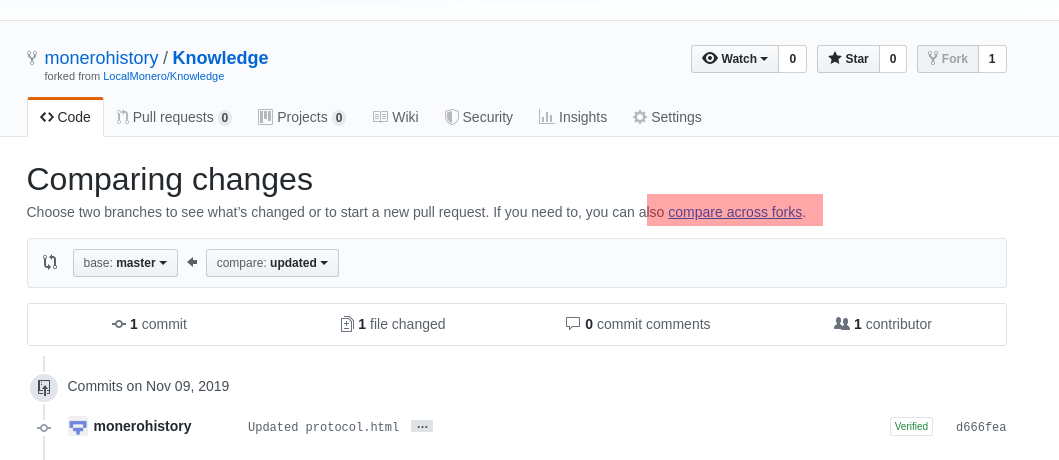 monerohistory / Knowledge
forked from LocalMonero/Knowledge
Watch 0 Star 0 Fork 1
Code Pull requests 0 Projects 0 Wiki Security Insights Settings
Comparing changes
Choose two branches to see what’s changed or to start a new pull request. If you need to, you can also compare across forks.
base: master compare: updated
1 commit 1 file changed 0 commit comments 1 contributor
Commits on Nov 09, 2019
monerohistory Updated protocol.html … Verified d666fea